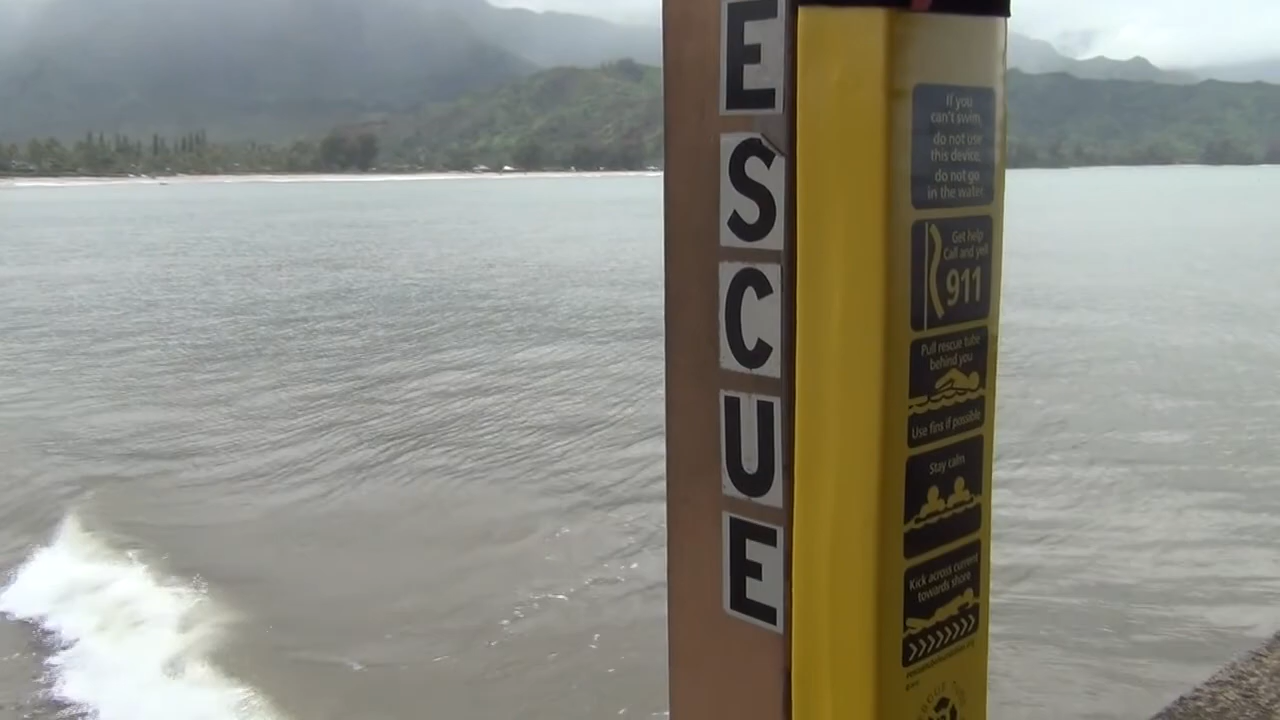 E
S
C
U
E
If you
can't swim,
do not use
this device,
do not go
in the water.
Get help
Call and yell
911
Pull rescue tube
behind you
Use fins if possible
Stay calm
Kick across current
towards shore